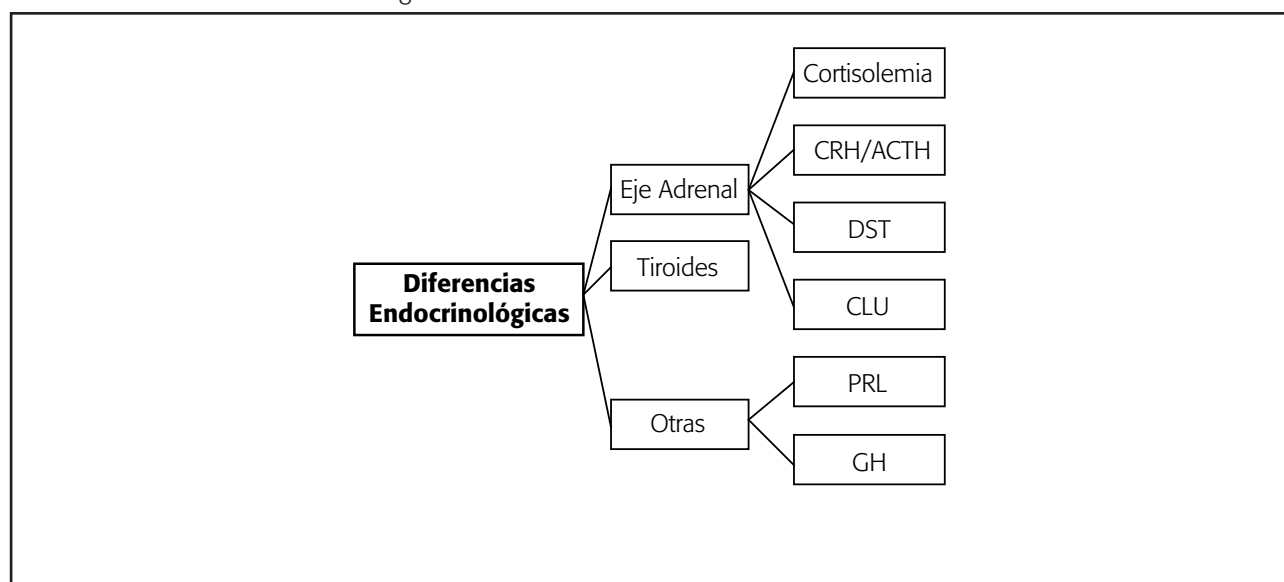 Cortisolemia
CRH/ACTH
Eje Adrenal
DST
Tiroides
Diferencias
Endocrinológicas
CLU
PRL
Otras
GH